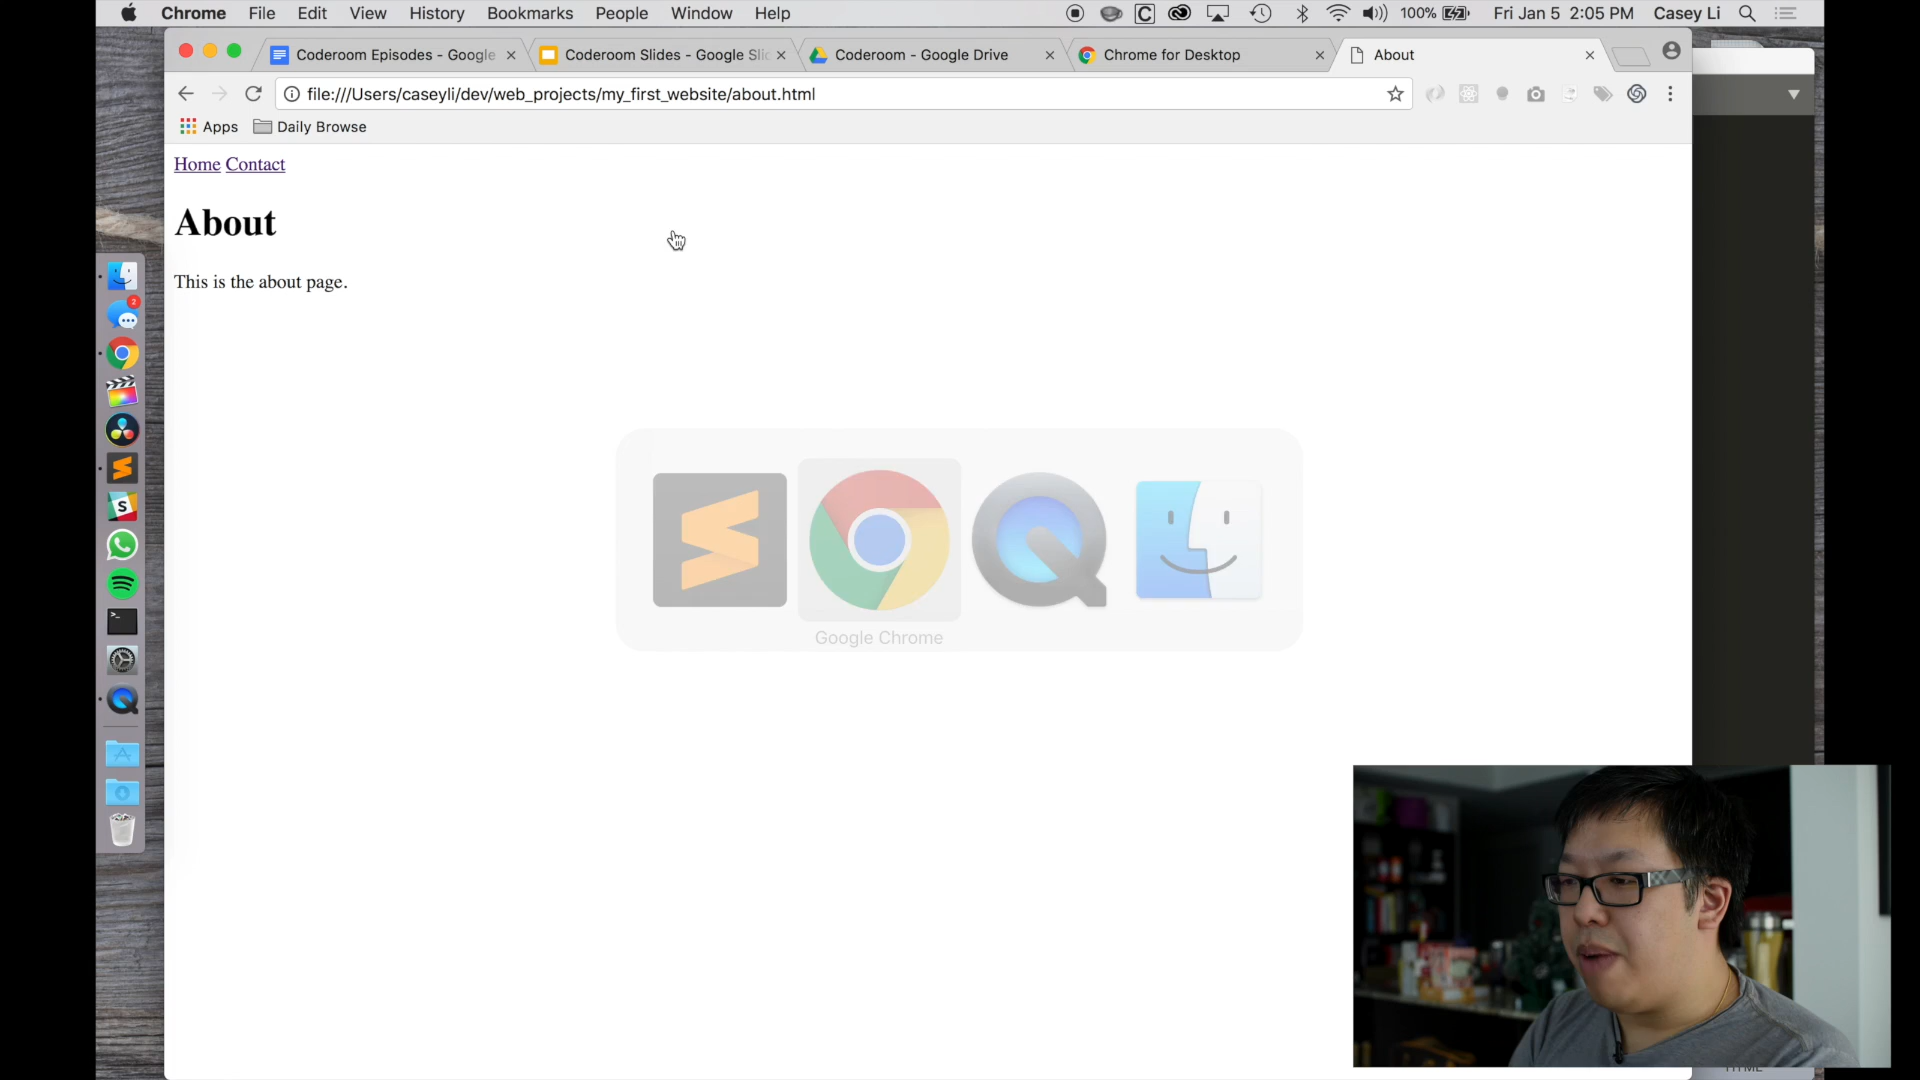 Chrome File Edit View History Bookmarks People Window Help
C
100%
Fri Jan 5 2:05 PM
Casey Li
Coderoom Episodes - Google
Coderoom Slides - Google Sli
Coderoom - Google Drive
Chrome for Desktop
About
file:///Users/caseyli/dev/web_projects/my_first_website/about.html
Apps
Daily Browse
Home Contact
About
This is the about page.
2
S
>_
Google Chrome
HTML